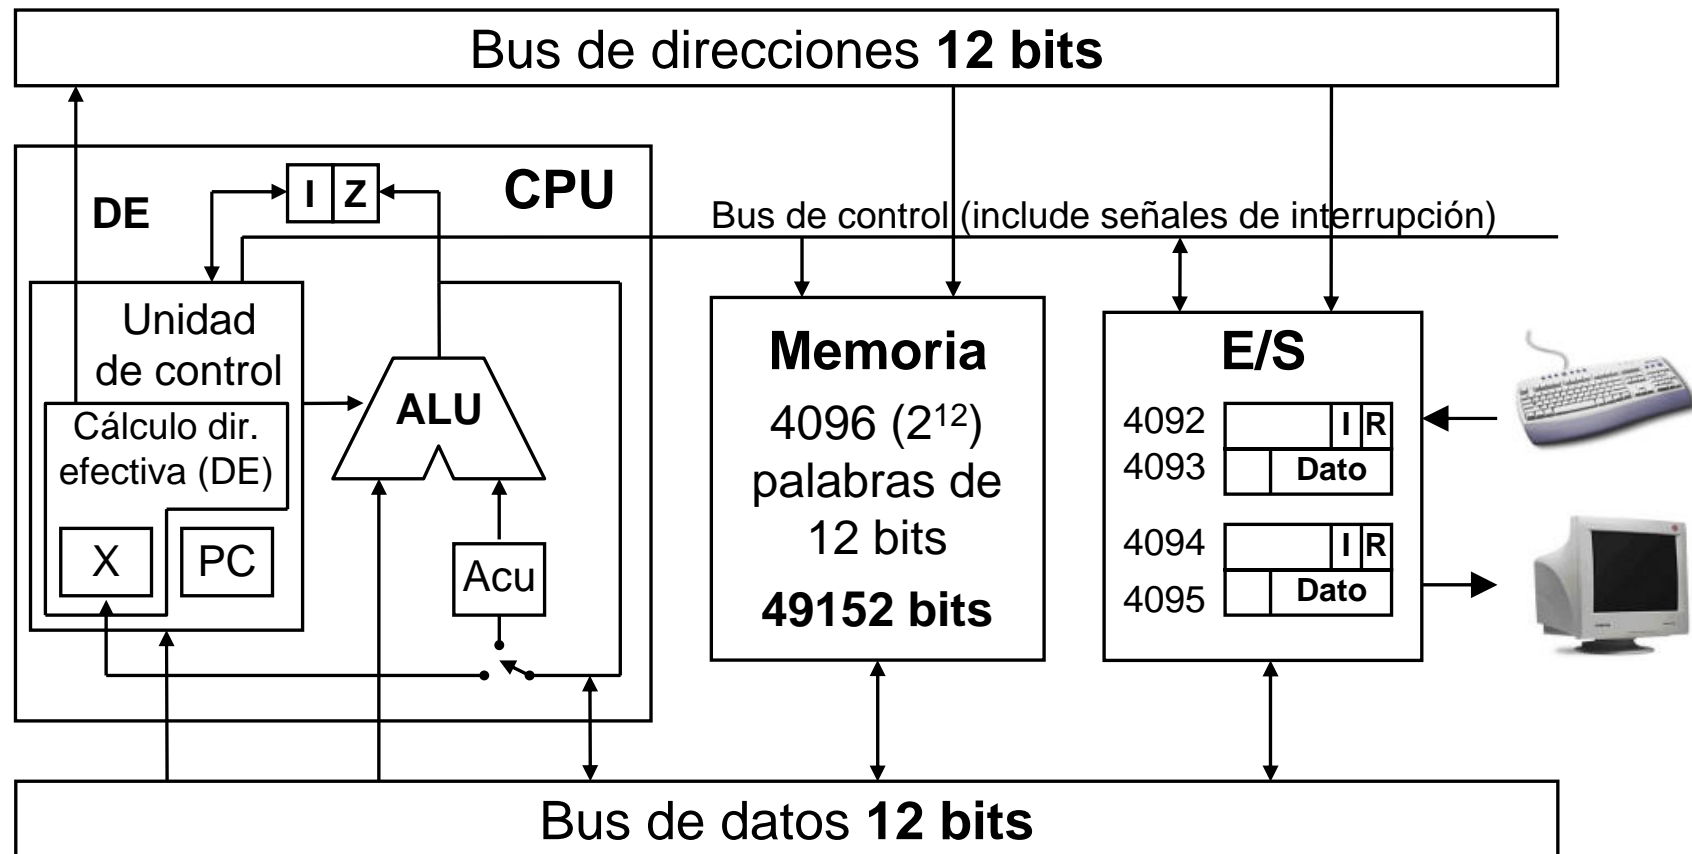 Bus de direcciones 12 bits
DE
I Z
CPU
Bus de control (include señales de interrupción)
Unidad
de control
Cálculo dir.
efectiva (DE)
X
PC
ALU
Acu
Memoria
4096 (2¹²)
palabras de
12 bits
49152 bits
E/S
4092 I R
4093 Dato
4094 I R
4095 Dato
Bus de datos 12 bits